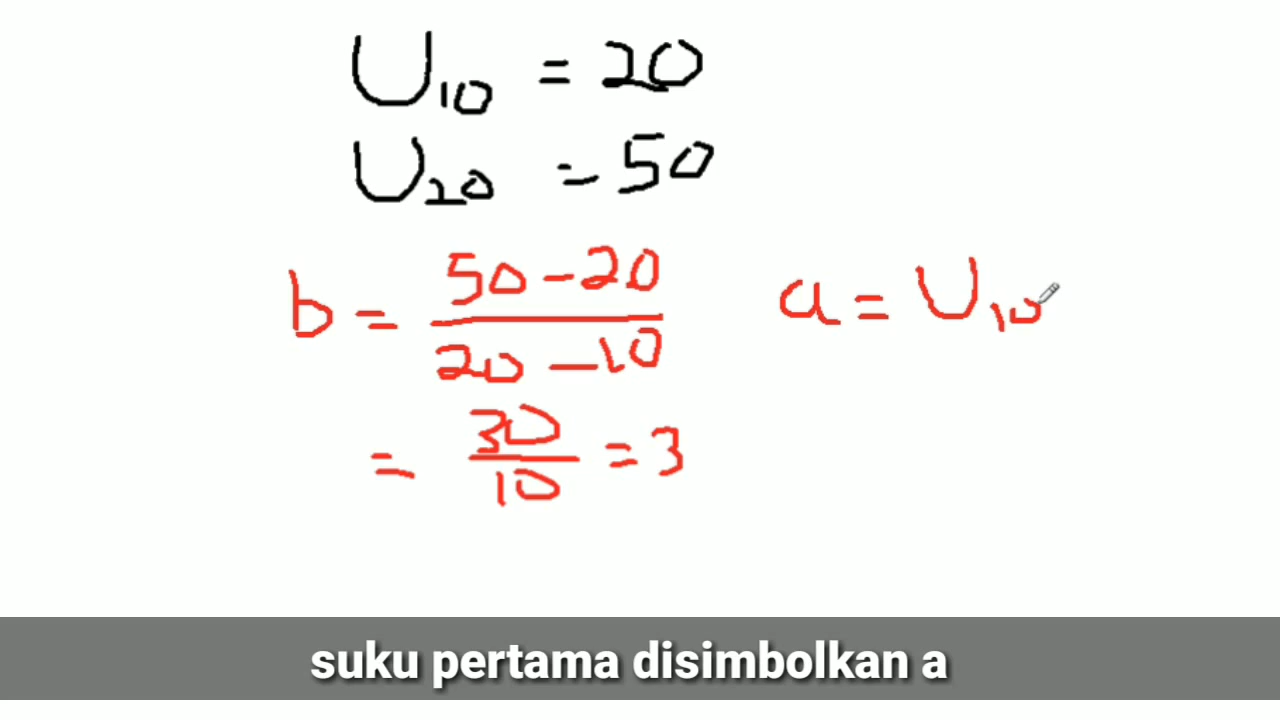 U₁₀ = 20
U₂₀ = 50
b = 50 - 20 / 20 - 10
a = U₁₀
= 30 / 10 = 3
suku pertama disimbolkan a